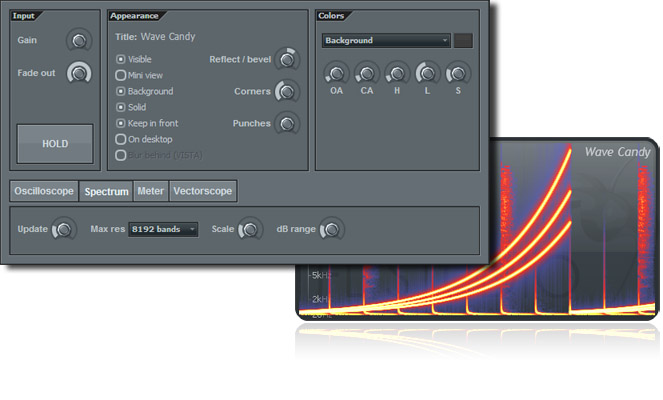 Input
Gain
Fade out
HOLD
Appearance
Title: Wave Candy
Visible
Mini view
Background
Solid
Keep in front
On desktop
Blur behind (VISTA)
Reflect / bevel
Corners
Punches
Colors
Background
OA CA H L S
Oscilloscope Spectrum Meter Vectorscope
Update Max res 8192 bands Scale dB range
Wave Candy
5kHz
2kHz